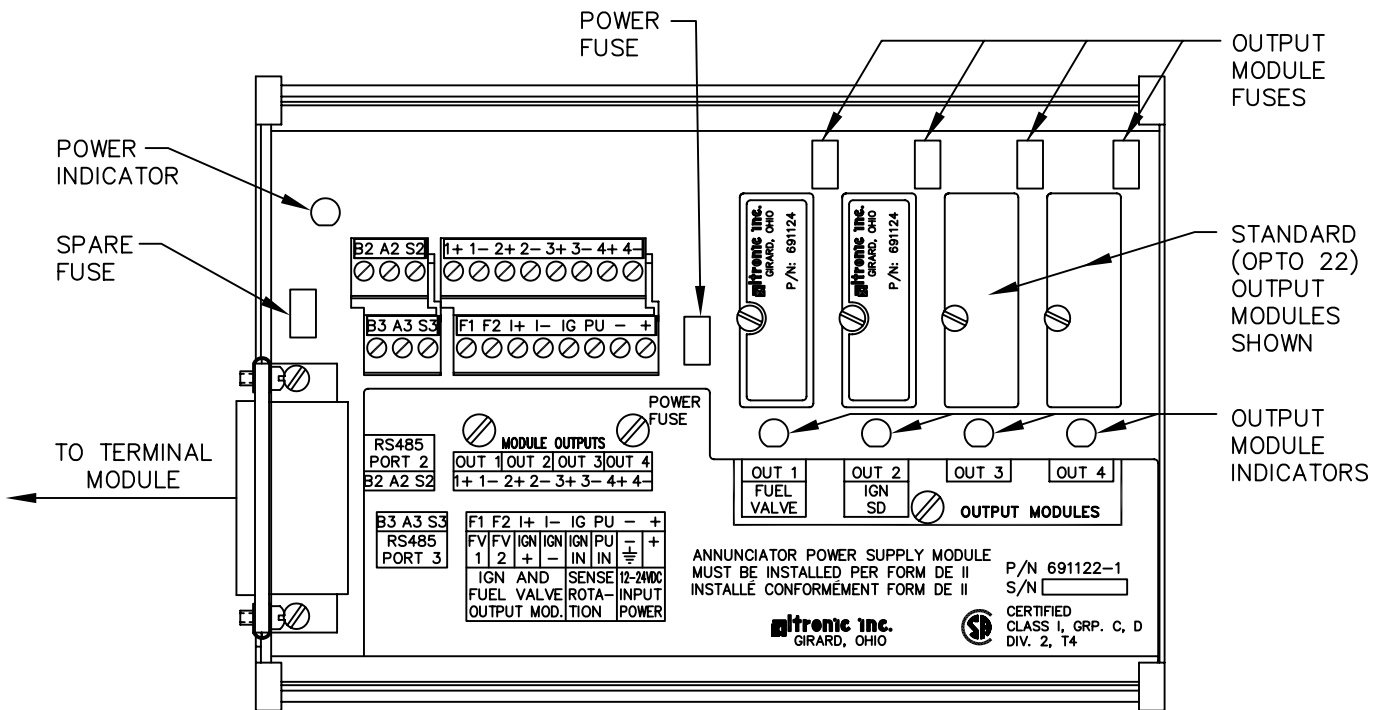 POWER
FUSE
OUTPUT
MODULE
FUSES
POWER
INDICATOR
SPARE
FUSE
B2 A2 S2
1+ 1- 2+ 2- 3+ 3- 4+ 4-
B3 A3 S3
F1 F2 I+ I- IG PU - +
altronic inc.
GIRARD, OHIO
P/N: 691124
altronic inc.
GIRARD, OHIO
P/N: 691124
STANDARD
(OPTO 22)
OUTPUT
MODULES
SHOWN
OUTPUT
MODULE
INDICATORS
TO TERMINAL
MODULE
POWER
FUSE
RS485
PORT 2
B2 A2 S2
MODULE OUTPUTS
OUT 1 OUT 2 OUT 3 OUT 4
1+ 1- 2+ 2- 3+ 3- 4+ 4-
B3 A3 S3
RS485
PORT 3
F1 F2 I+ I- IG PU - +
FV FV IGN IGN IGN PU - +
1 2 + - IN IN
IGN AND SENSE 12-24VDC
FUEL VALVE ROTA- INPUT
OUTPUT MOD. TION POWER
OUT 1 OUT 2 OUT 3 OUT 4
FUEL
VALVE
IGN
SD
OUTPUT MODULES
ANNUNCIATOR POWER SUPPLY MODULE
MUST BE INSTALLED PER FORM DE II
INSTALLÉ CONFORMÉMENT FORM DE II
P/N 691122-1
S/N
altronic inc.
GIRARD, OHIO
SA
CERTIFIED
CLASS I, GRP. C, D
DIV. 2, T4